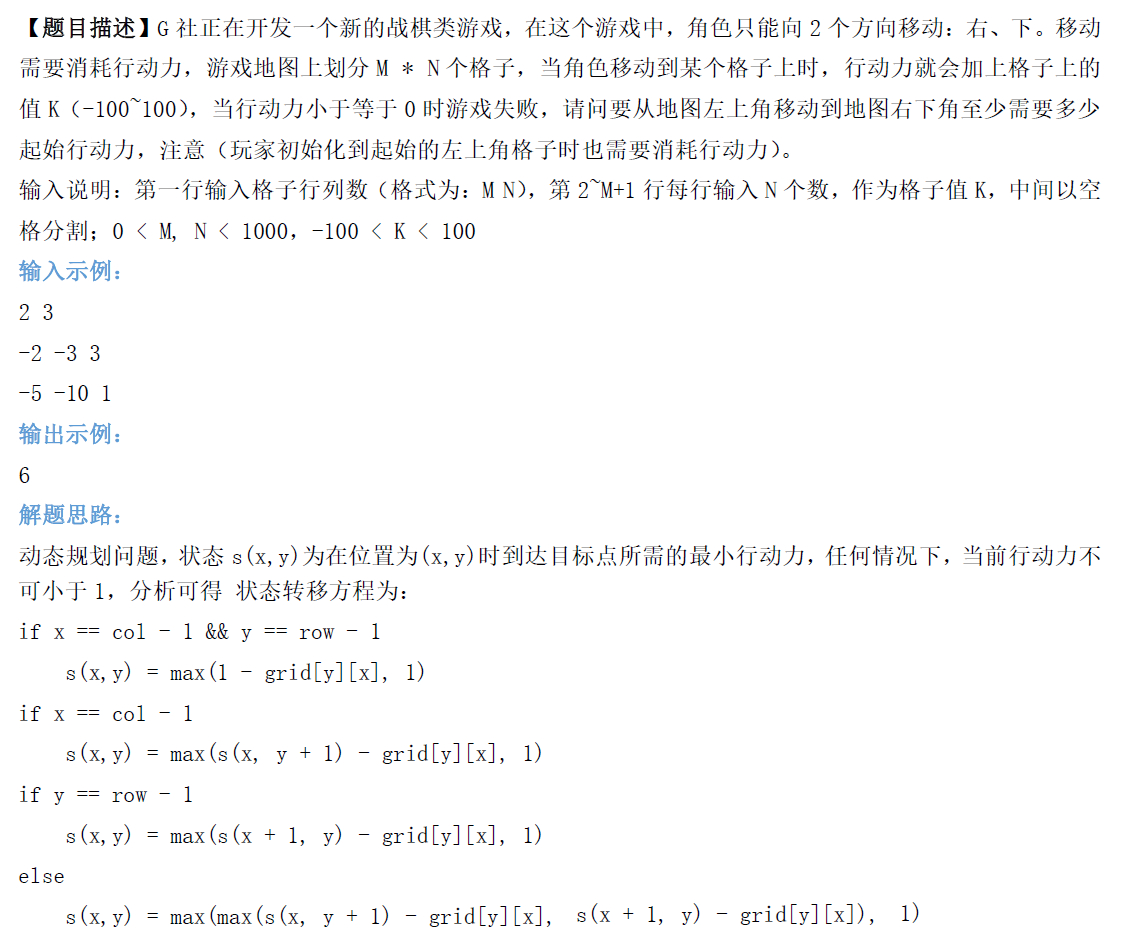 【题目描述】G 社正在开发一个新的战棋类游戏，在这个游戏中，角色只能向 2 个方向移动：右、下。移动
需要消耗行动力，游戏地图上划分 M * N 个格子，当角色移动到某个格子上时，行动力就会加上格子上的
值 K（-100~100），当行动力小于等于 0 时游戏失败，请问要从地图左上角移动到地图右下角至少需要多少
起始行动力，注意（玩家初始化到起始的左上角格子时也需要消耗行动力）。
输入说明：第一行输入格子行列数（格式为：M N），第 2~M+1 行每行输入 N 个数，作为格子值 K，中间以空
格分割；0 < M, N < 1000，-100 < K < 100
输入示例：
2 3
-2 -3 3
-5 -10 1
输出示例：
6
解题思路：
动态规划问题，状态 s(x,y)为在位置为(x,y)时到达目标点所需的最小行动力，任何情况下，当前行动力不
可小于 1，分析可得 状态转移方程为：
if x == col - 1 && y == row - 1
s(x,y) = max(1 - grid[y][x], 1)
if x == col - 1
s(x,y) = max(s(x, y + 1) - grid[y][x], 1)
if y == row - 1
s(x,y) = max(s(x + 1, y) - grid[y][x], 1)
else
s(x,y) = max(max(s(x, y + 1) - grid[y][x], s(x + 1, y) - grid[y][x]), 1)